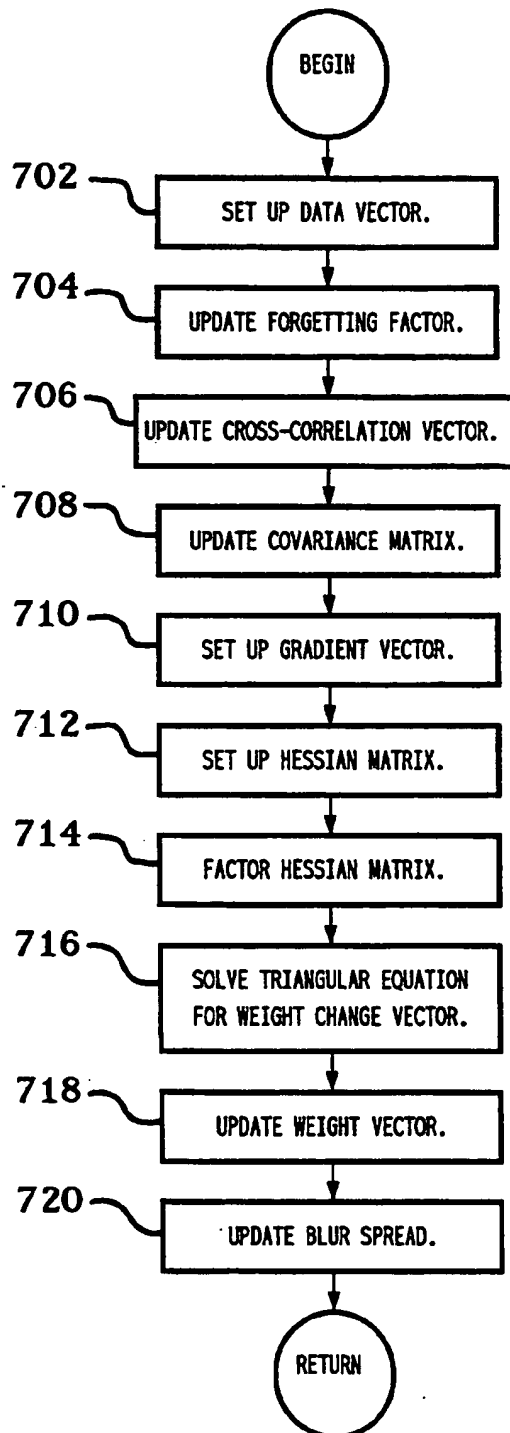 BEGIN
702
SET UP DATA VECTOR.
704
UPDATE FORGETTING FACTOR.
706
UPDATE CROSS-CORRELATION VECTOR.
708
UPDATE COVARIANCE MATRIX.
710
SET UP GRADIENT VECTOR.
712
SET UP HESSIAN MATRIX.
714
FACTOR HESSIAN MATRIX.
716
SOLVE TRIANGULAR EQUATION
FOR WEIGHT CHANGE VECTOR.
718
UPDATE WEIGHT VECTOR.
720
UPDATE BLUR SPREAD.
RETURN